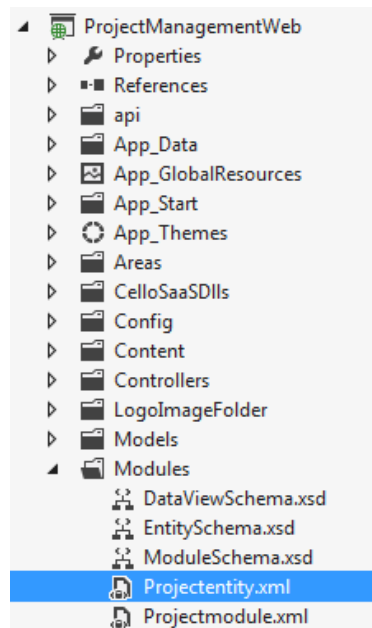 ProjectManagementWeb
Properties
References
api
App_Data
App_GlobalResources
App_Start
App_Themes
Areas
CelloSaaSDlls
Config
Content
Controllers
LogoImageFolder
Models
Modules
DataViewSchema.xsd
EntitySchema.xsd
ModuleSchema.xsd
Projectentity.xml
Projectmodule.xml